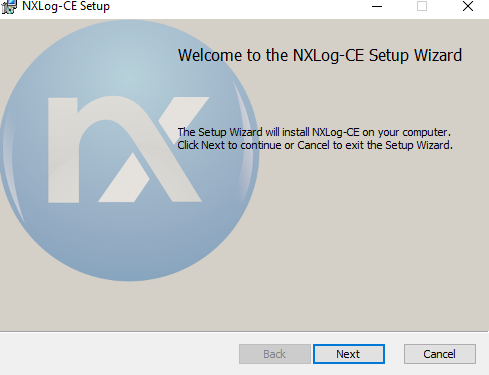 NXLog-CE Setup
Welcome to the NXLog-CE Setup Wizard
nx
The Setup Wizard will install NXLog-CE on your computer.
Click Next to continue or Cancel to exit the Setup Wizard.
Back
Next
Cancel